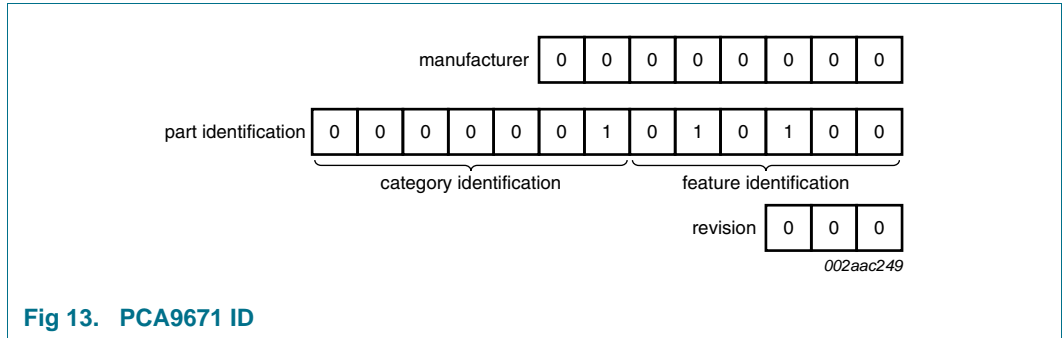 manufacturer 0 0 0 0 0 0 0 0
part identification 0 0 0 0 0 0 1 0 1 0 1 0 0
category identification feature identification
revision 0 0 0
002aac249
Fig 13. PCA9671 ID